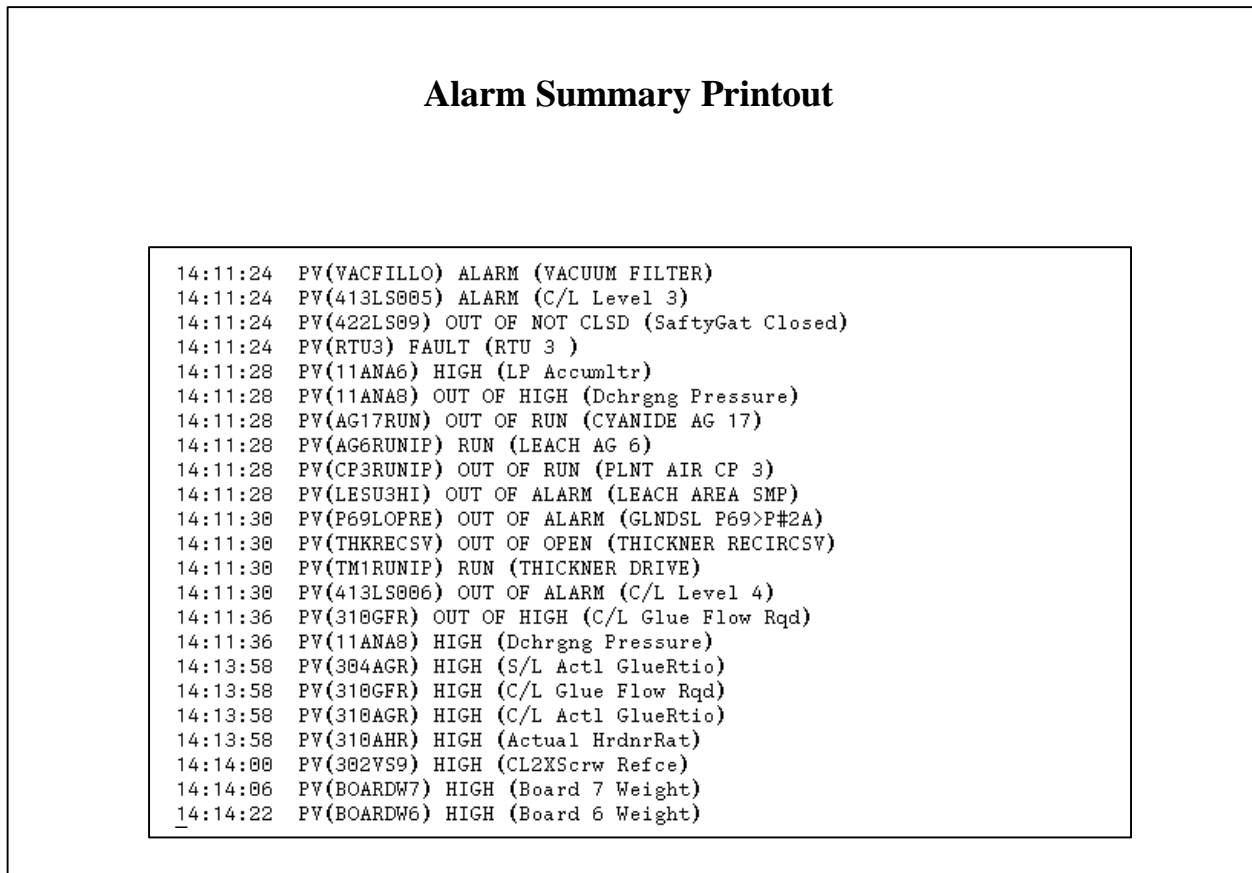 Alarm Summary Printout
14:11:24 PV(VACFILLO) ALARM (VACUUM FILTER)
14:11:24 PV(413LS005) ALARM (C/L Level 3)
14:11:24 PV(422LS09) OUT OF NOT CLSD (SaftyGat Closed)
14:11:24 PV(RTU3) FAULT (RTU 3 )
14:11:28 PV(11ANA6) HIGH (LP Accumltr)
14:11:28 PV(11ANA8) OUT OF HIGH (Dchrgng Pressure)
14:11:28 PV(AG17RUN) OUT OF RUN (CYANIDE AG 17)
14:11:28 PV(AG6RUNIP) RUN (LEACH AG 6)
14:11:28 PV(CP3RUNIP) OUT OF RUN (PLNT AIR CP 3)
14:11:28 PV(LESU3HI) OUT OF ALARM (LEACH AREA SMP)
14:11:30 PV(P69LOPRE) OUT OF ALARM (GLNDSL P69>P#2A)
14:11:30 PV(THKRECSV) OUT OF OPEN (THICKNER RECIRCSV)
14:11:30 PV(TM1RUNIP) RUN (THICKNER DRIVE)
14:11:30 PV(413LS006) OUT OF ALARM (C/L Level 4)
14:11:36 PV(310GFR) OUT OF HIGH (C/L Glue Flow Rqd)
14:11:36 PV(11ANA8) HIGH (Dchrgng Pressure)
14:13:58 PV(304AGR) HIGH (S/L Actl GlueRtio)
14:13:58 PV(310GFR) HIGH (C/L Glue Flow Rqd)
14:13:58 PV(310AGR) HIGH (C/L Actl GlueRtio)
14:13:58 PV(310AHR) HIGH (Actual HrdnrRat)
14:14:00 PV(302VS9) HIGH (CL2XScrw Refce)
14:14:06 PV(BOARDW7) HIGH (Board 7 Weight)
14:14:22 PV(BOARDW6) HIGH (Board 6 Weight)